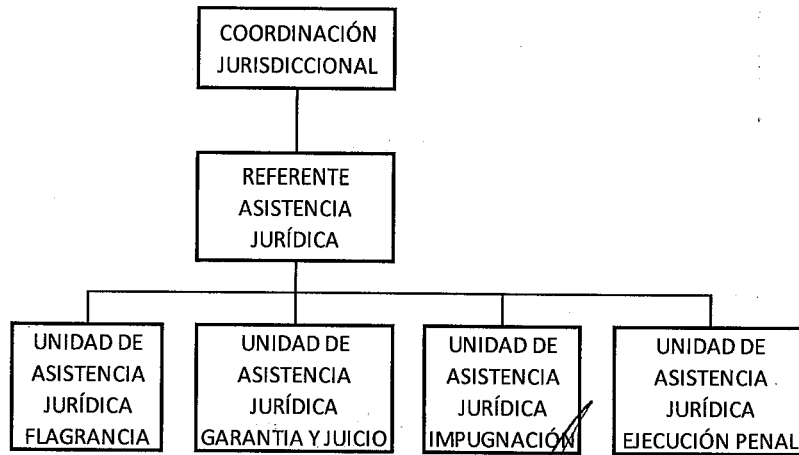 COORDINACIÓN
JURISDICCIONAL
REFERENTE
ASISTENCIA
JURÍDICA
UNIDAD DE
ASISTENCIA
JURÍDICA
FLAGRANCIA
UNIDAD DE
ASISTENCIA
JURÍDICA
GARANTIA Y JUICIO
UNIDAD DE
ASISTENCIA
JURÍDICA
IMPUGNACIÓN
UNIDAD DE
ASISTENCIA
JURÍDICA
EJECUCIÓN PENAL